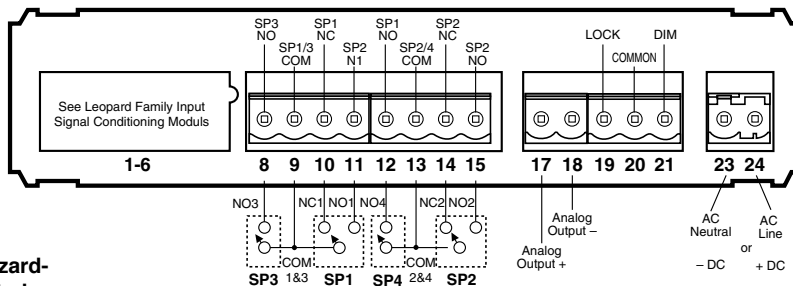 SP3 NO
SP1/3 COM
SP1 NC
SP2 N1
SP1 NO
SP2/4 COM
SP2 NC
SP2 NO
LOCK
COMMON
DIM
See Leopard Family Input
Signal Conditioning Moduls
1-6
8 9 10 11 12 13 14 15 17 18 19 20 21 23 24
NO3 NC1 NO1 NO4 NC2 NO2
COM
1&3
COM
2&4
SP3 SP1 SP4 SP2
Analog
Output –
Analog
Output +
AC
Neutral
AC
Line
or
– DC
+ DC
zard-